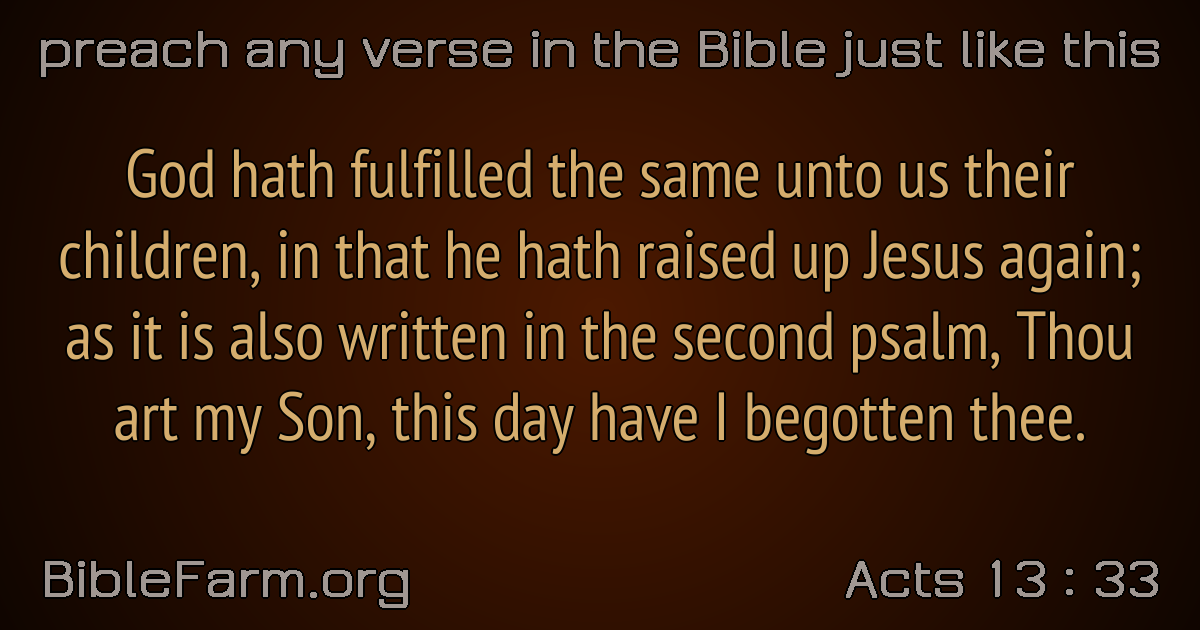 preach any verse in the Bible just like this
God hath fulfilled the same unto us their
children, in that he hath raised up Jesus again;
as it is also written in the second psalm, Thou
art my Son, this day have I begotten thee.
BibleFarm.org
Acts 13 : 33